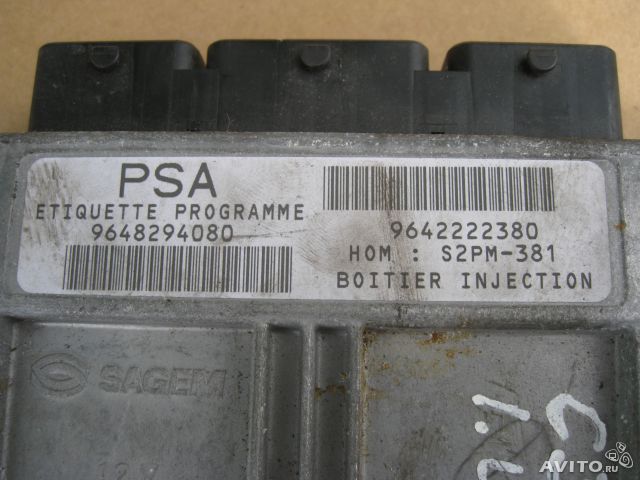 PSA
ETIQUETTE PROGRAMME
9648294080
9642222380
HOM : S2PM-381
BOITIER INJECTION
SAGEM
AVITO.ru